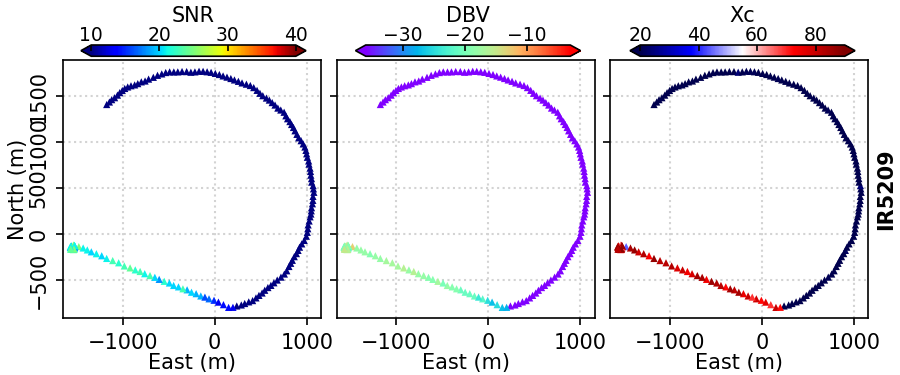 SNR DBV Xc
10 20 30 40 −30 −20 −10 20 40 60 80
North (m)
1500
1000
500
0
−500
IR5209
−1000 0 1000 −1000 0 1000 −1000 0 1000
East (m) East (m) East (m)